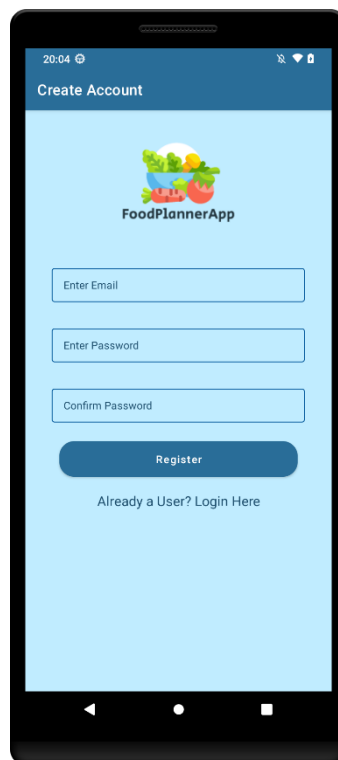 20:04
Create Account
FoodPlannerApp
Enter Email
Enter Password
Confirm Password
Register
Already a User? Login Here